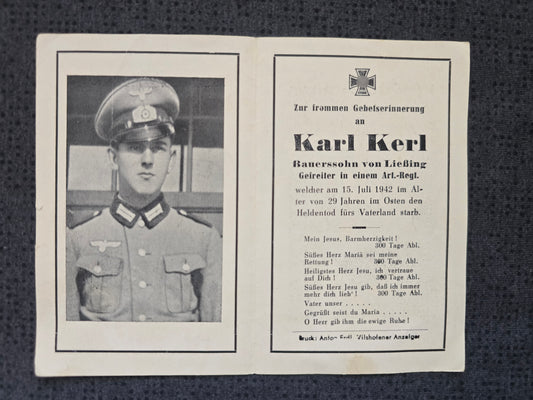 Zur frommen Gebetserinnerung
an
Karl Kerl
Bauerssohn von Ließing
Gefreiter in einem Art.-Regt.
welcher am 15. Juli 1942 im Al-
ter von 29 Jahren im Osten den
Heldentod fürs Vaterland starb.
Mein Jesus, Barmherzigkeit!
300 Tage Abl.
Süßes Herz Mariä sei meine
Rettung! 300 Tage Abl.
Heiligstes Herz Jesu, ich vertraue
auf Dich! 300 Tage Abl.
Süßes Herz Jesu gib, daß ich immer
mehr dich lieb'! 300 Tage Abl.
Vater unser . . . . .
Gegrüßt seist du Maria . . . . .
O Herr gib ihm die ewige Ruhe!
Druck: Anton Vilshofener Anzeiger